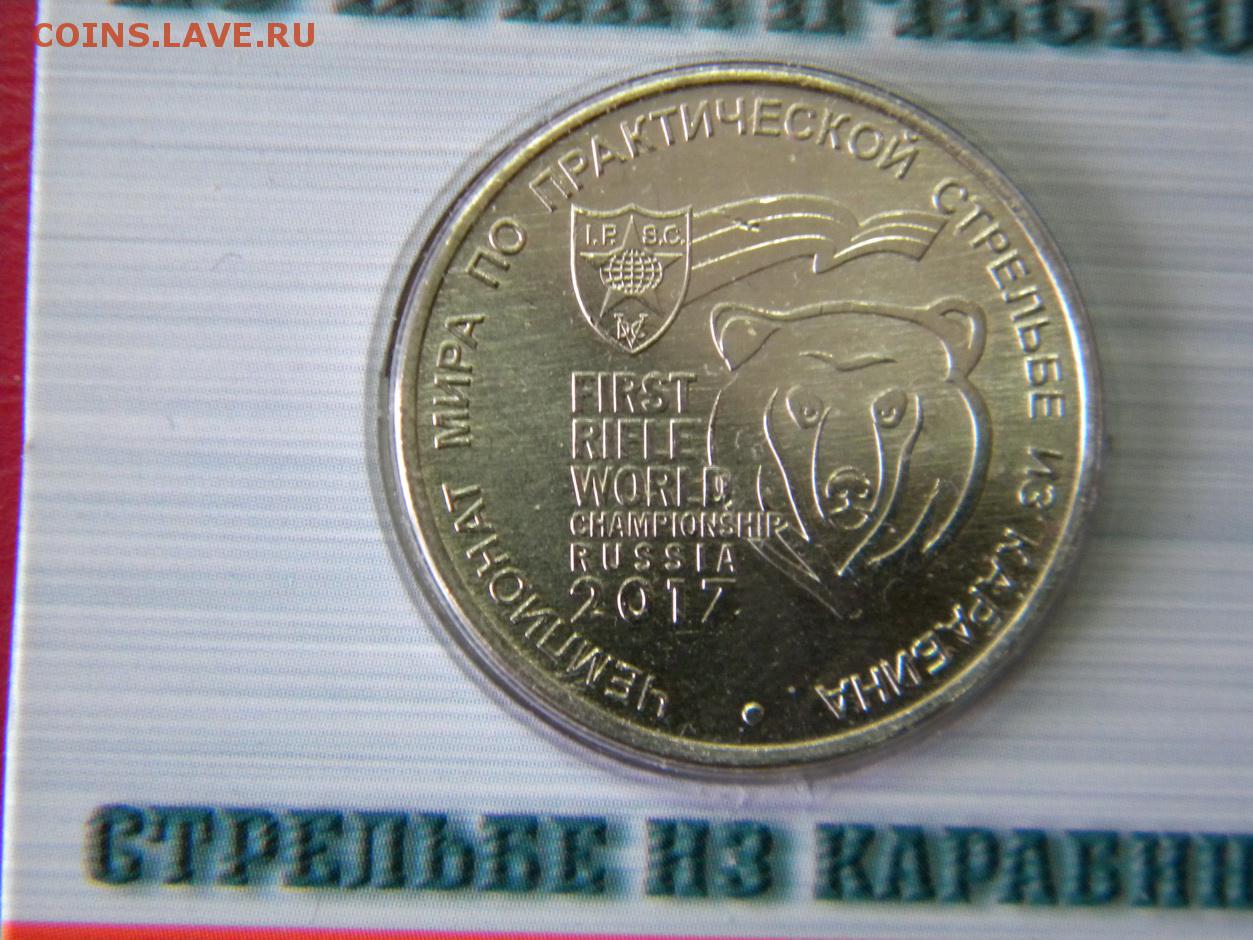 COINS.LAVE.RU
ЧЕМПИОНАТ МИРА ПО ПРАКТИЧЕСКОЙ СТРЕЛЬБЕ ИЗ КАРАБИНА
I.P.S.C.
DVC
FIRST
RIFLE
WORLD
CHAMPIONSHIP
RUSSIA
2017
СТРЕЛЬБЕ ИЗ